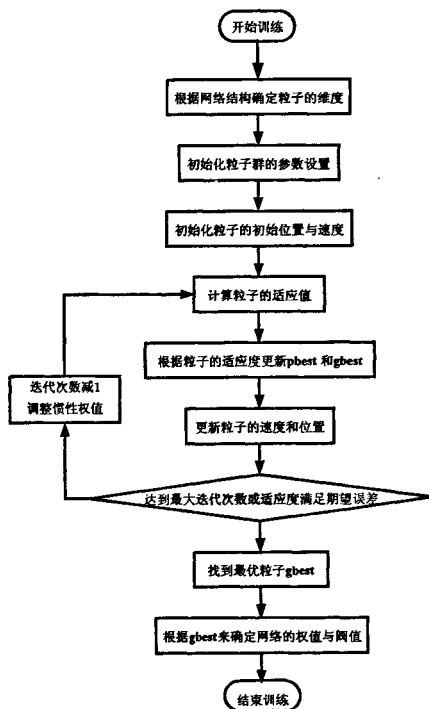 开始训练
根据网络结构确定粒子的维度
初始化粒子群的参数设置
初始化粒子的初始位置与速度
计算粒子的适应值
根据粒子的适应度更新pbest 和gbest
迭代次数减1
调整惯性权值
更新粒子的速度和位置
达到最大迭代次数或适应度满足期望误差
找到最优粒子gbest
根据gbest来确定网络的权值与阀值
结束训练